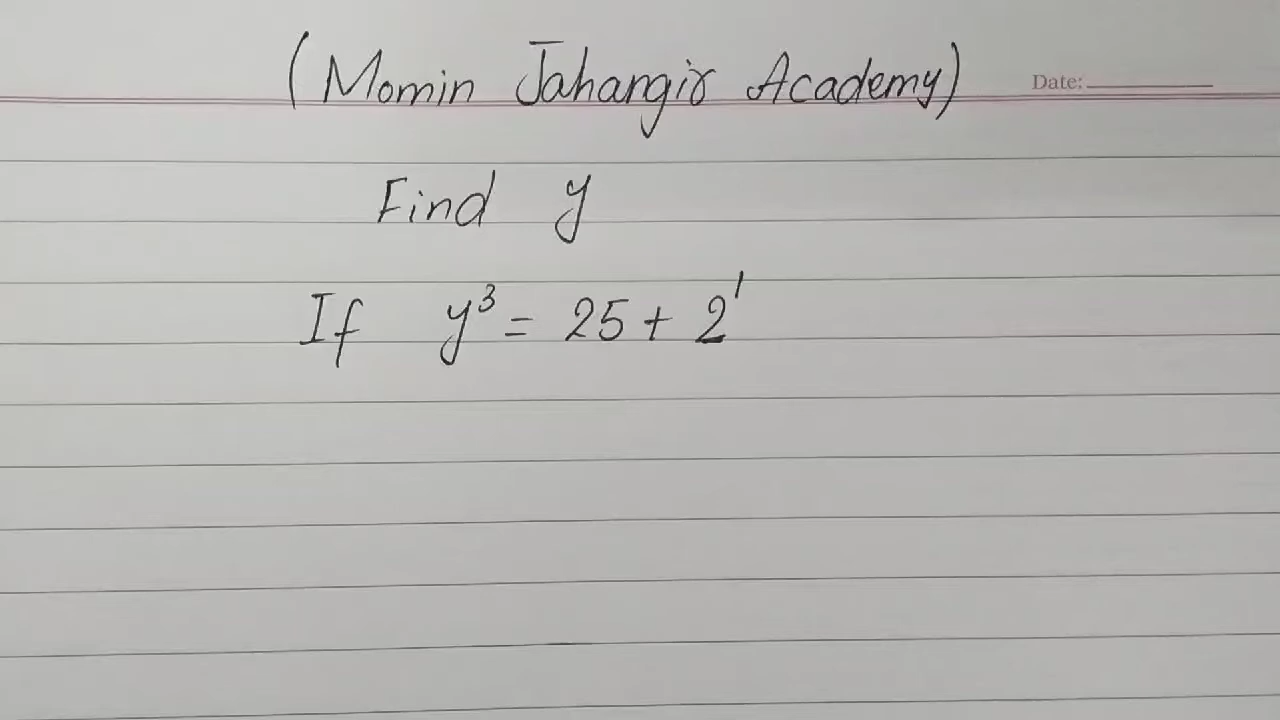 (Momin Jahangir Academy) Date:
Find y
If y³ = 25 + 2¹